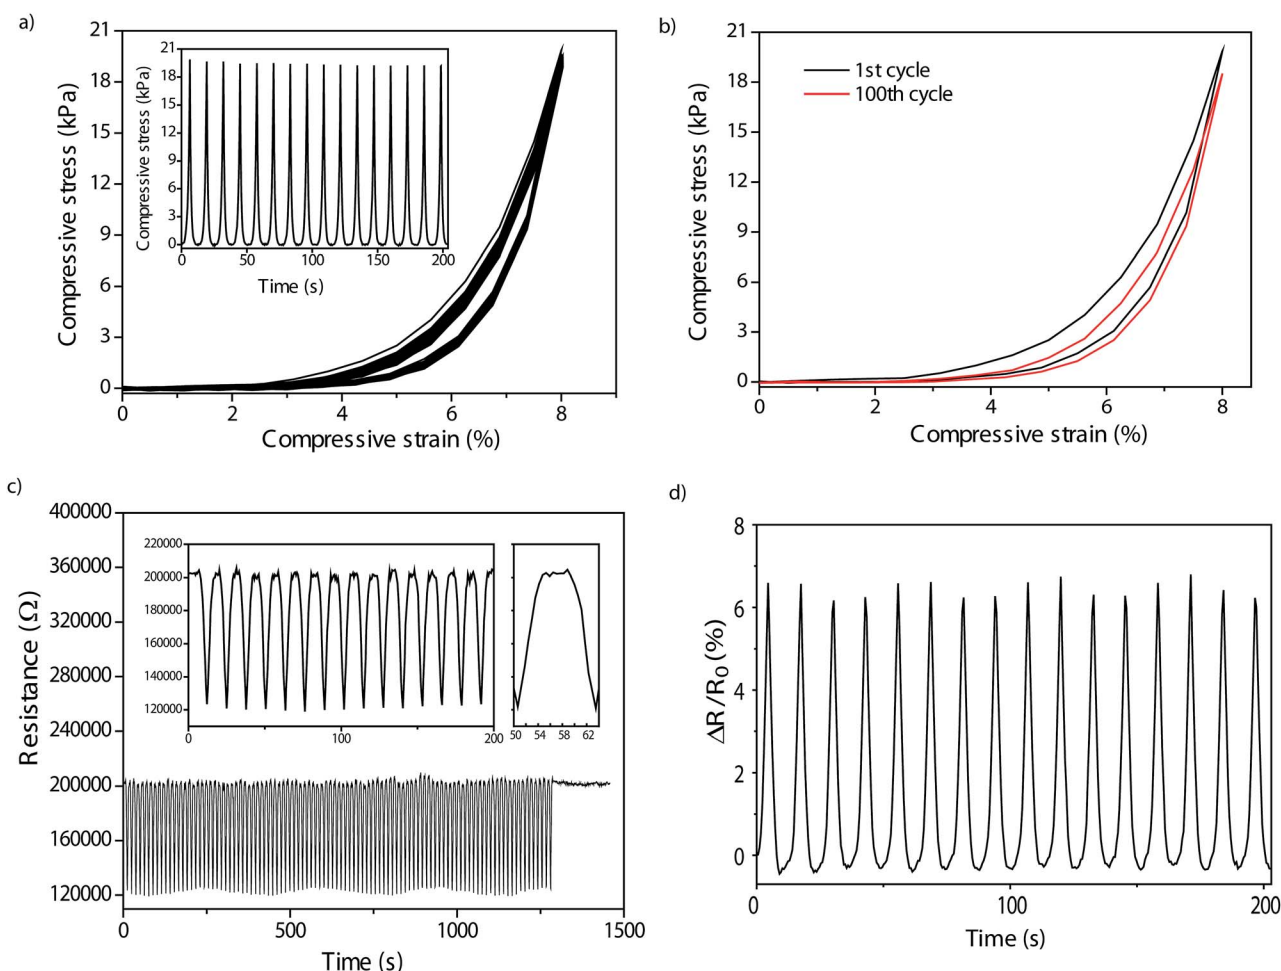 a)
21
18
15
12
9
6
3
0
Compressive stress (kPa)
0 2 4 6 8
Compressive strain (%)
21
18
15
12
9
6
3
0
Compressive stress (kPa)
0 50 100 150 200
Time (s)
b)
21
18
15
12
9
6
3
0
Compressive stress (kPa)
1st cycle
100th cycle
0 2 4 6 8
Compressive strain (%)
c)
400000
360000
320000
280000
240000
200000
160000
120000
Resistance (Ω)
220000
200000
180000
160000
140000
120000
0 100 200
50 54 58 62
0 500 1000 1500
Time (s)
d)
8
6
4
2
0
ΔR/R0 (%)
0 100 200
Time (s)